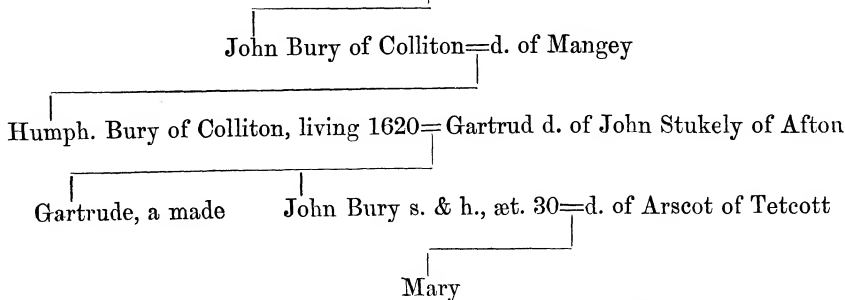 John Bury of Colliton=d. of Mangey
Humph. Bury of Colliton, living 1620=Gartrud d. of John Stukely of Afton
Gartrude, a made John Bury s. & h., æt. 30=d. of Arscot of Tetcott
Mary